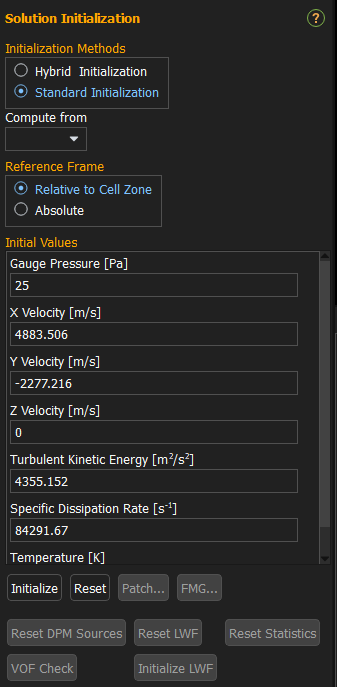 Solution Initialization
?
Initialization Methods
Hybrid Initialization
Standard Initialization
Compute from
Reference Frame
Relative to Cell Zone
Absolute
Initial Values
Gauge Pressure [Pa]
25
X Velocity [m/s]
4883.506
Y Velocity [m/s]
-2277.216
Z Velocity [m/s]
0
Turbulent Kinetic Energy [m²/s²]
4355.152
Specific Dissipation Rate [s⁻¹]
84291.67
Temperature [K]
Initialize Reset Patch... FMG...
Reset DPM Sources Reset LWF Reset Statistics
VOF Check Initialize LWF